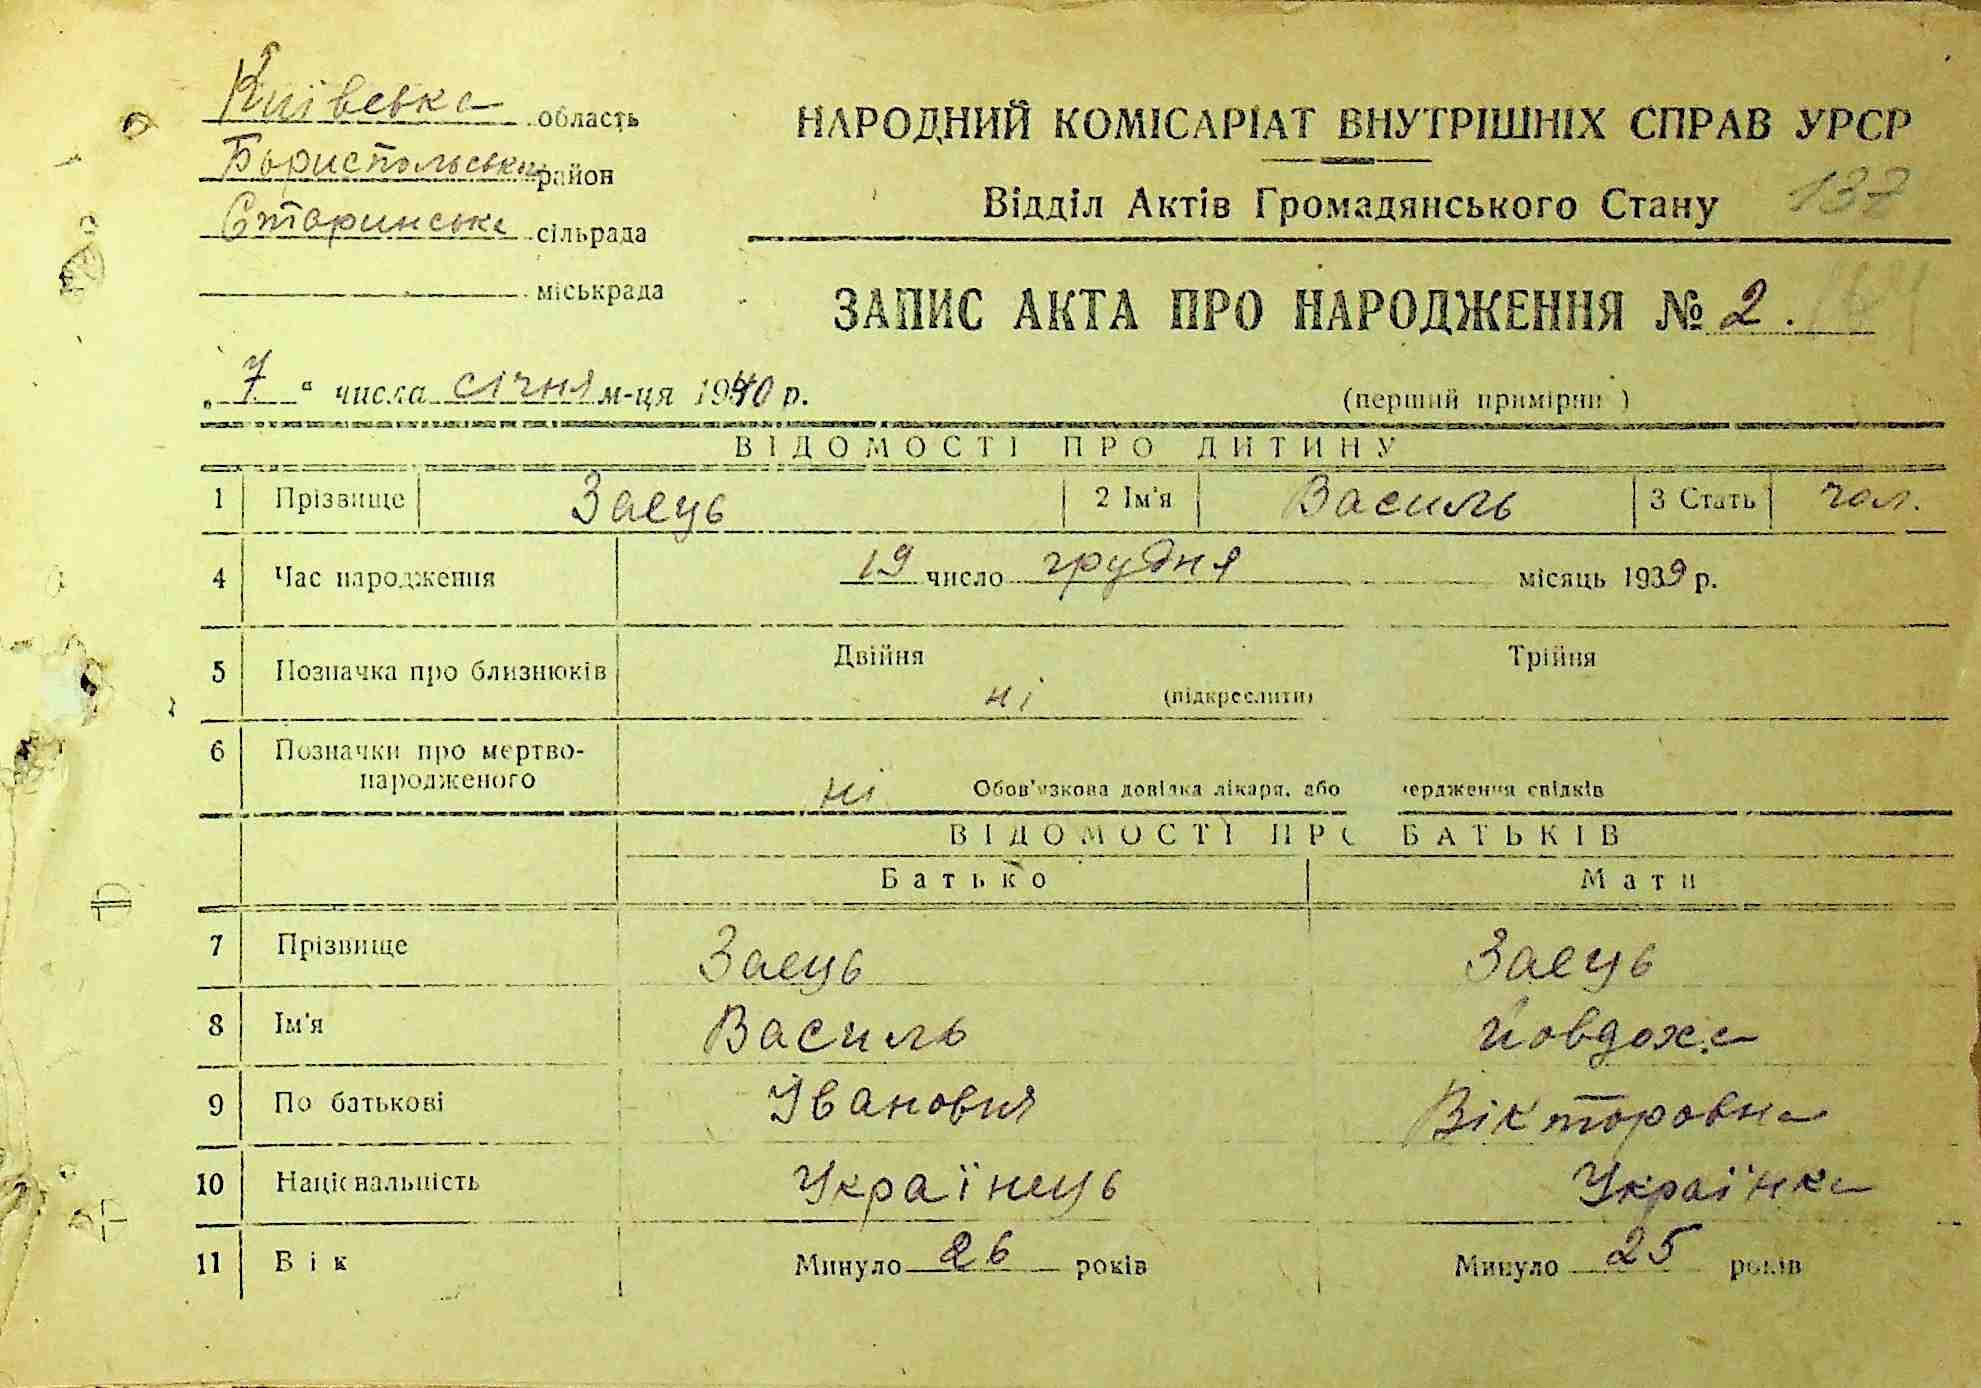 Київська область
Бориспольський район
Старинська сільрада
міськрада
НАРОДНИЙ КОМІСАРІАТ ВНУТРІШНІХ СПРАВ УРСР
Відділ Актів Громадянського Стану 137
ЗАПИС АКТА ПРО НАРОДЖЕННЯ № 2.
„7“ числа січня м-ця 1940 р.
(перший примірник)
ВІДОМОСТІ ПРО ДИТИНУ
1 Прізвище Заєць 2 Ім'я Василь 3 Стать чол.
4 Час народження 19 число грудня місяць 1939 р.
5 Позначка про близнюків Двійня Трійня
ні (підкреслити)
6 Позначки про мертво-
народженого ні Обов'язкова довідка лікаря, або ердження свідків
ВІДОМОСТІ ПРО БАТЬКІВ
Батько Мати
7 Прізвище Заєць Заєць
8 Ім'я Василь Йовдоха
9 По батькові Іванович Вікторовна
10 Національність Українець Українка
11 Вік Минуло 26 років Минуло 25 років